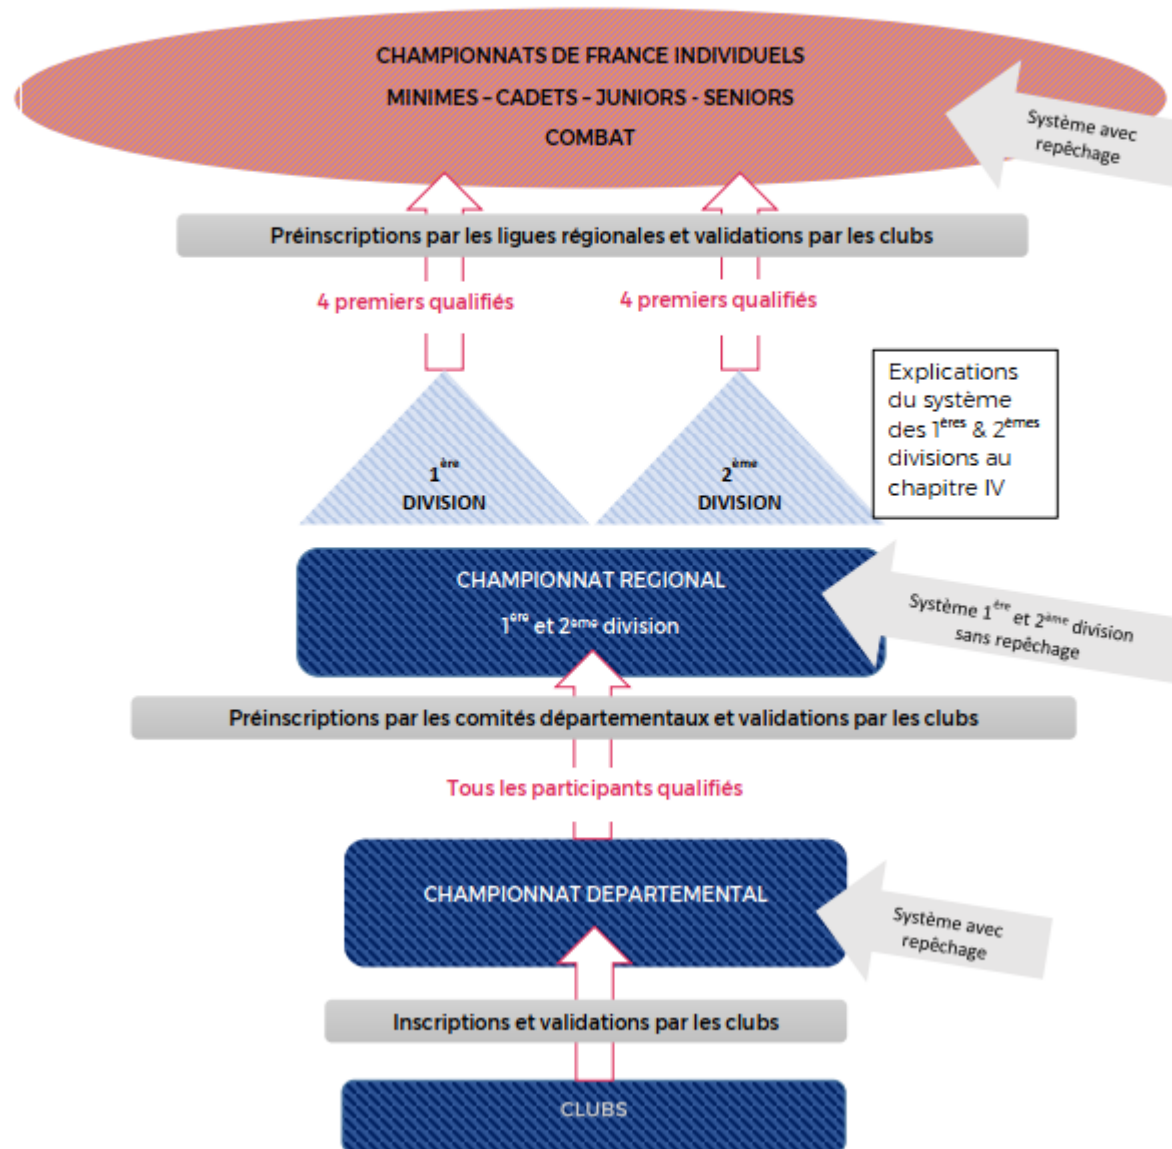 CHAMPIONNATS DE FRANCE INDIVIDUELS
MINIMES – CADETS – JUNIORS - SENIORS
COMBAT
Système avec
repêchage
Préinscriptions par les ligues régionales et validations par les clubs
4 premiers qualifiés
4 premiers qualifiés
Explications
du système
des 1ères & 2èmes
divisions au
chapitre IV
1ère
DIVISION
2ème
DIVISION
CHAMPIONNAT REGIONAL
1ère et 2ème division
Système 1ère et 2ème division
sans repêchage
Préinscriptions par les comités départementaux et validations par les clubs
Tous les participants qualifiés
CHAMPIONNAT DEPARTEMENTAL
Système avec
repêchage
Inscriptions et validations par les clubs
CLUBS